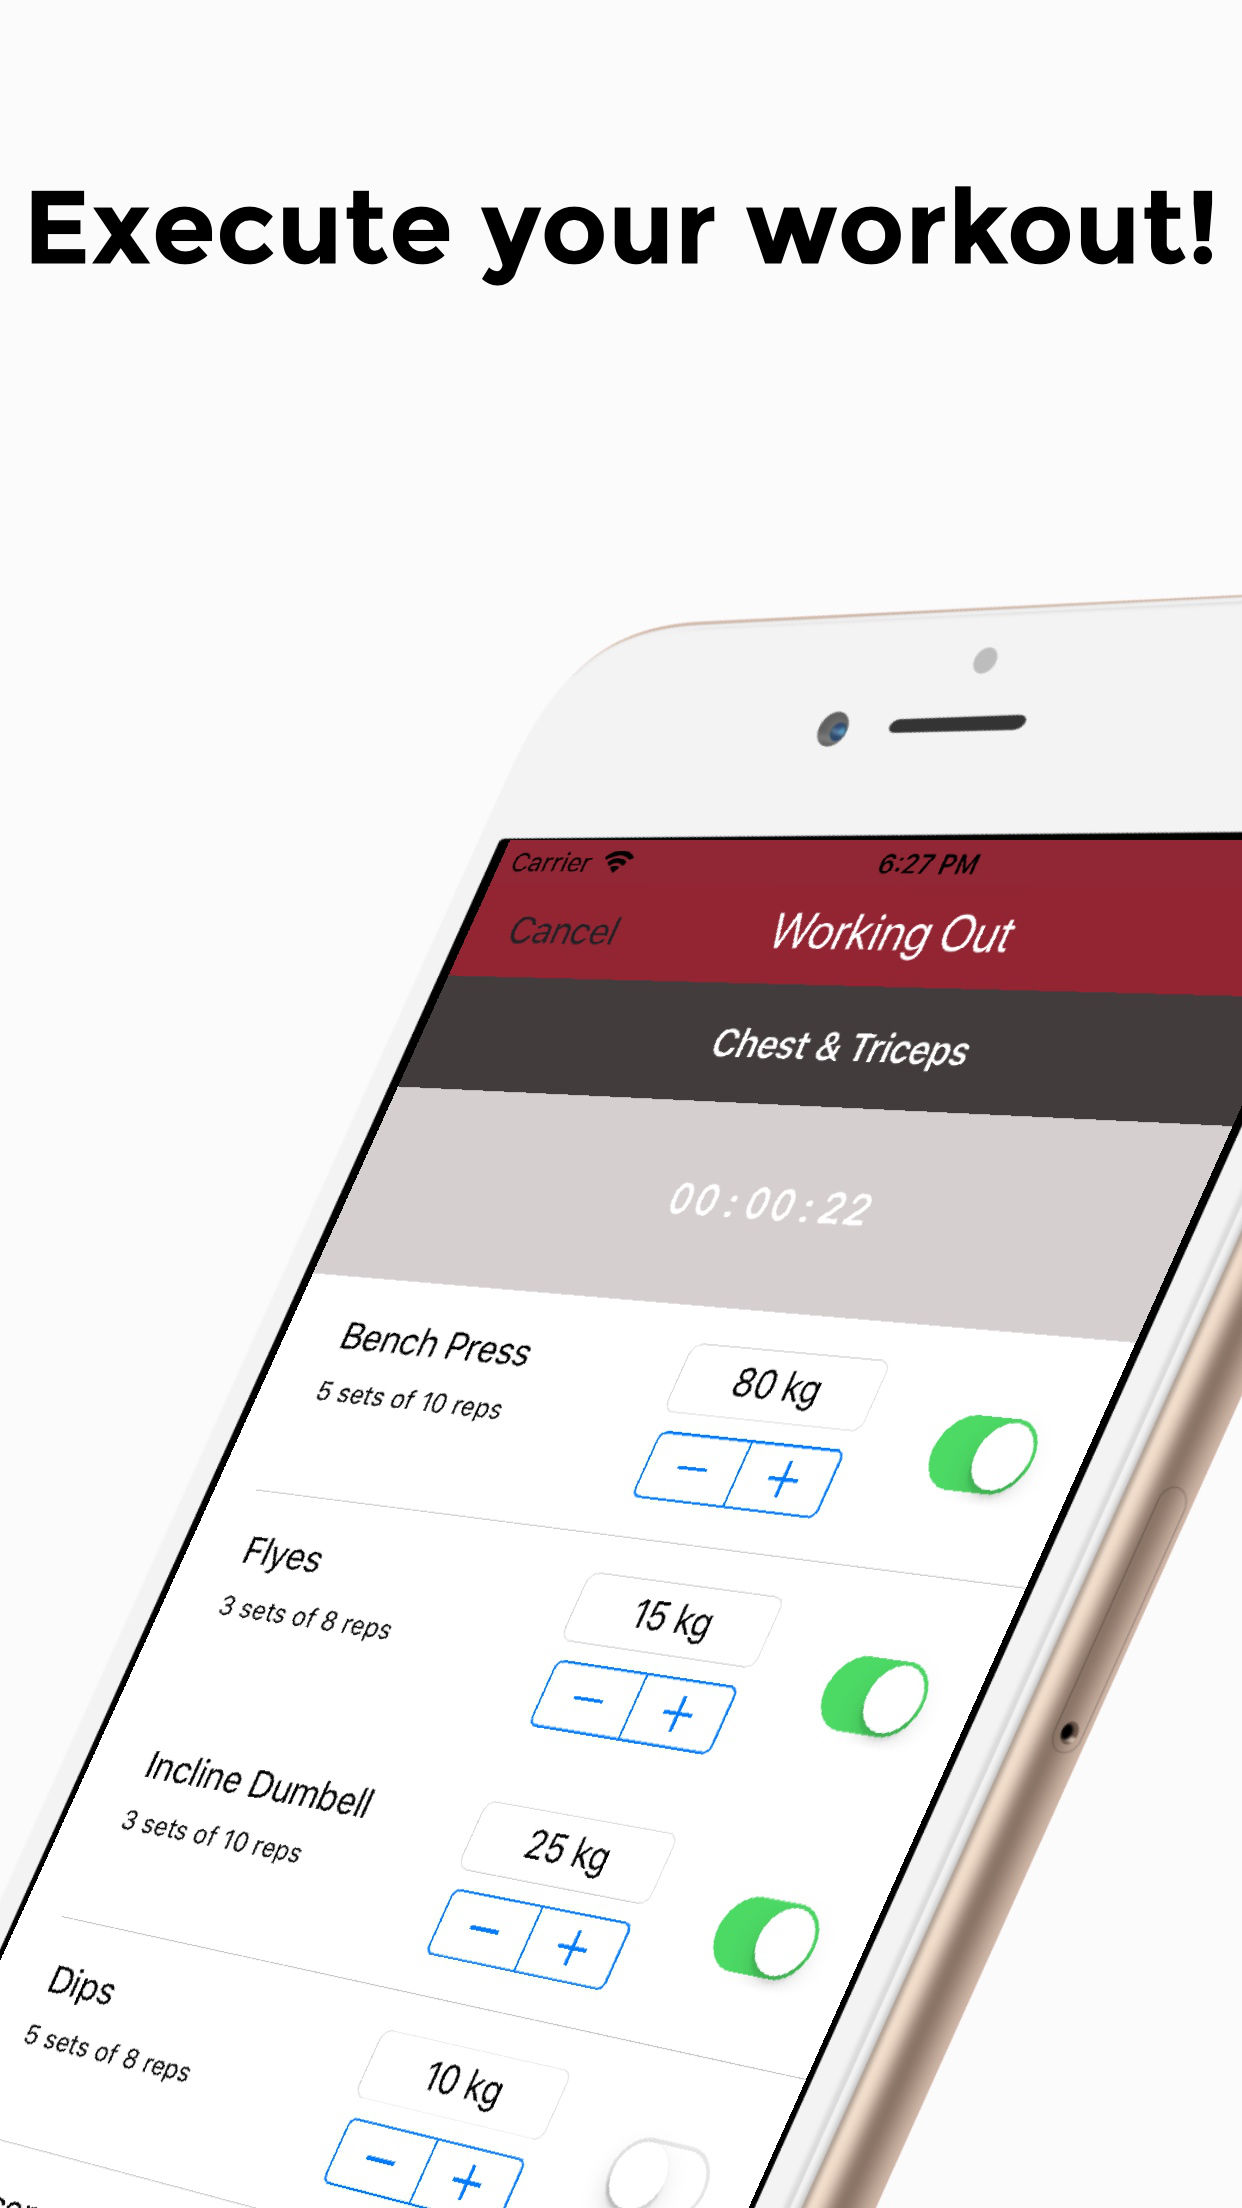 Execute your workout!
Carrier 6:27 PM
Cancel Working Out
Chest & Triceps
00:00:22
Bench Press
80 kg
5 sets of 10 reps
− +
Flyes
15 kg
3 sets of 8 reps
− +
Incline Dumbell
25 kg
3 sets of 10 reps
− +
Dips
10 kg
5 sets of 8 reps
− +